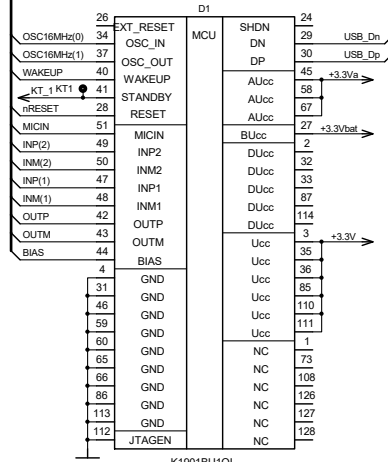 D1
26 EXT_RESET MCU SHDN 24
OSC16MHz(0) 34 OSC_IN DN 29 USB_Dn
OSC16MHz(1) 37 OSC_OUT DP 30 USB_Dp
WAKEUP 40 WAKEUP AUcc 45 +3.3Va
KT_1 KT1 41 STANDBY AUcc 58
nRESET 28 RESET AUcc 67
MICIN 51 MICIN BUcc 27 +3.3Vbat
INP(2) 49 INP2 DUcc 2
INM(2) 50 INM2 DUcc 32
INP(1) 47 INP1 DUcc 33
INM(1) 48 INM1 DUcc 87
OUTP 42 OUTP DUcc 114
OUTM 43 OUTM Ucc 3 +3.3V
BIAS 44 BIAS Ucc 35
4 GND Ucc 36
31 GND Ucc 85
46 GND Ucc 110
59 GND Ucc 111
60 GND NC 1
65 GND NC 73
66 GND NC 108
86 GND NC 126
113 GND NC 127
112 JTAGEN NC 128